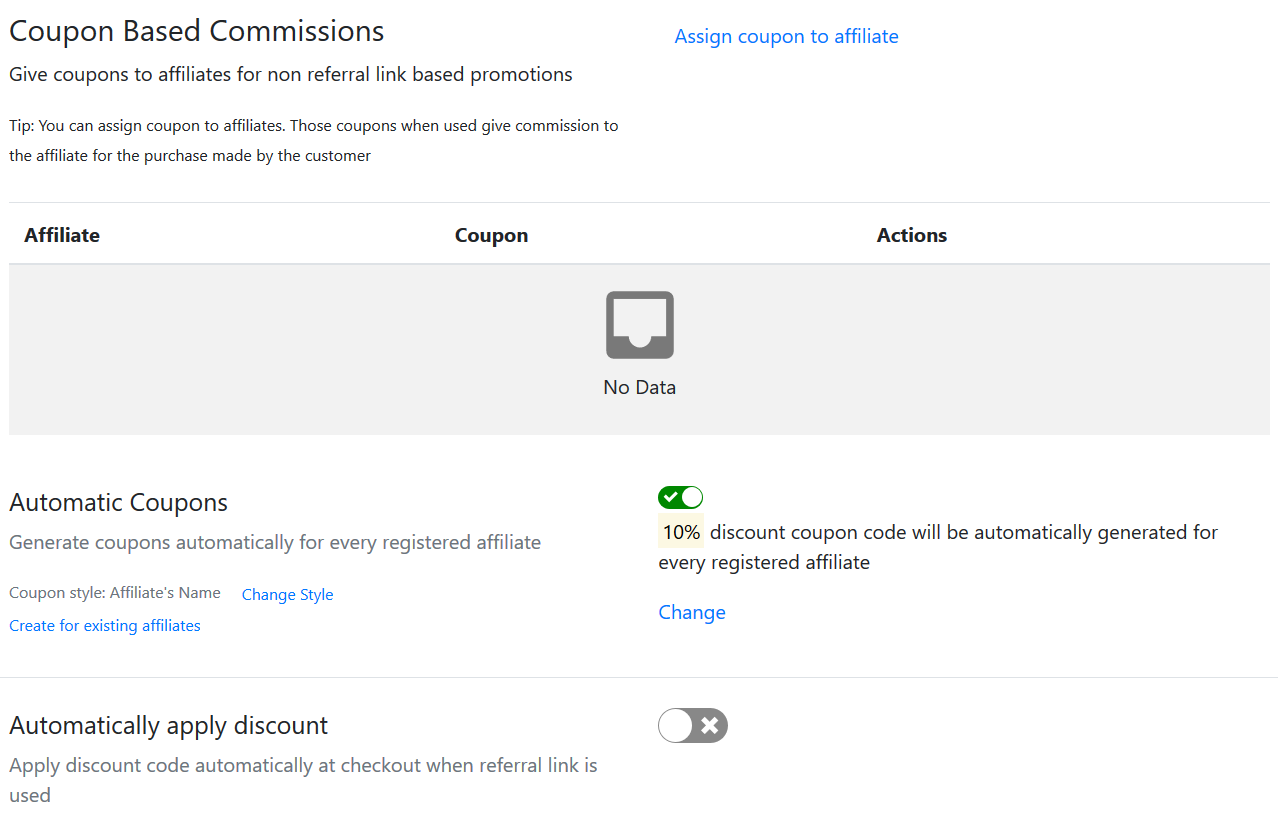 Coupon Based Commissions
Assign coupon to affiliate
Give coupons to affiliates for non referral link based promotions
Tip: You can assign coupon to affiliates. Those coupons when used give commission to
the affiliate for the purchase made by the customer
Affiliate Coupon Actions
No Data
Automatic Coupons
Generate coupons automatically for every registered affiliate
Coupon style: Affiliate's Name Change Style
Create for existing affiliates
10% discount coupon code will be automatically generated for
every registered affiliate
Change
Automatically apply discount
Apply discount code automatically at checkout when referral link is
used